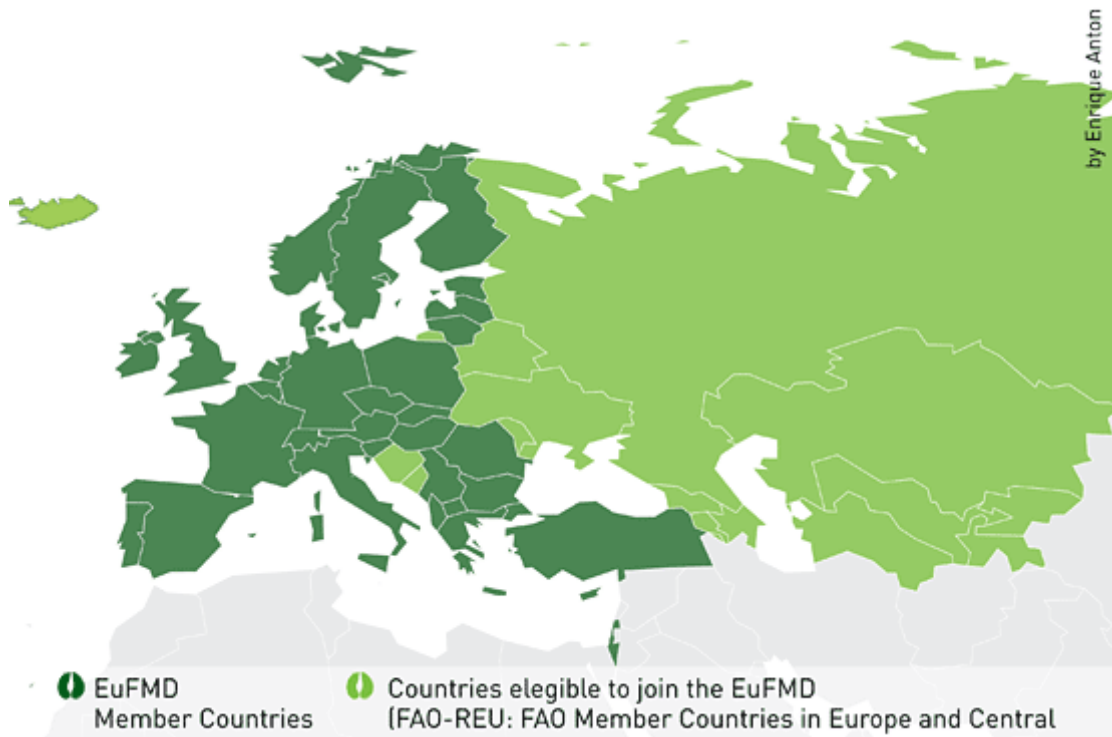 by Enrique Anton
EuFMD
Member Countries
Countries elegible to join the EuFMD
(FAO-REU: FAO Member Countries in Europe and Central